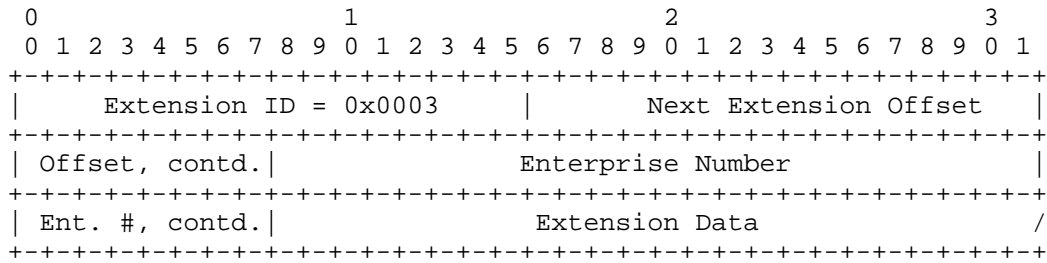 0                   1                   2                   3
 0 1 2 3 4 5 6 7 8 9 0 1 2 3 4 5 6 7 8 9 0 1 2 3 4 5 6 7 8 9 0 1
+-+-+-+-+-+-+-+-+-+-+-+-+-+-+-+-+-+-+-+-+-+-+-+-+-+-+-+-+-+-+-+-+
|     Extension ID = 0x0003     |       Next Extension Offset   |
+-+-+-+-+-+-+-+-+-+-+-+-+-+-+-+-+-+-+-+-+-+-+-+-+-+-+-+-+-+-+-+-+
| Offset, contd.|               Enterprise Number               |
+-+-+-+-+-+-+-+-+-+-+-+-+-+-+-+-+-+-+-+-+-+-+-+-+-+-+-+-+-+-+-+-+
| Ent. #, contd.|                Extension Data                 /
+-+-+-+-+-+-+-+-+-+-+-+-+-+-+-+-+-+-+-+-+-+-+-+-+-+-+-+-+-+-+-+-+